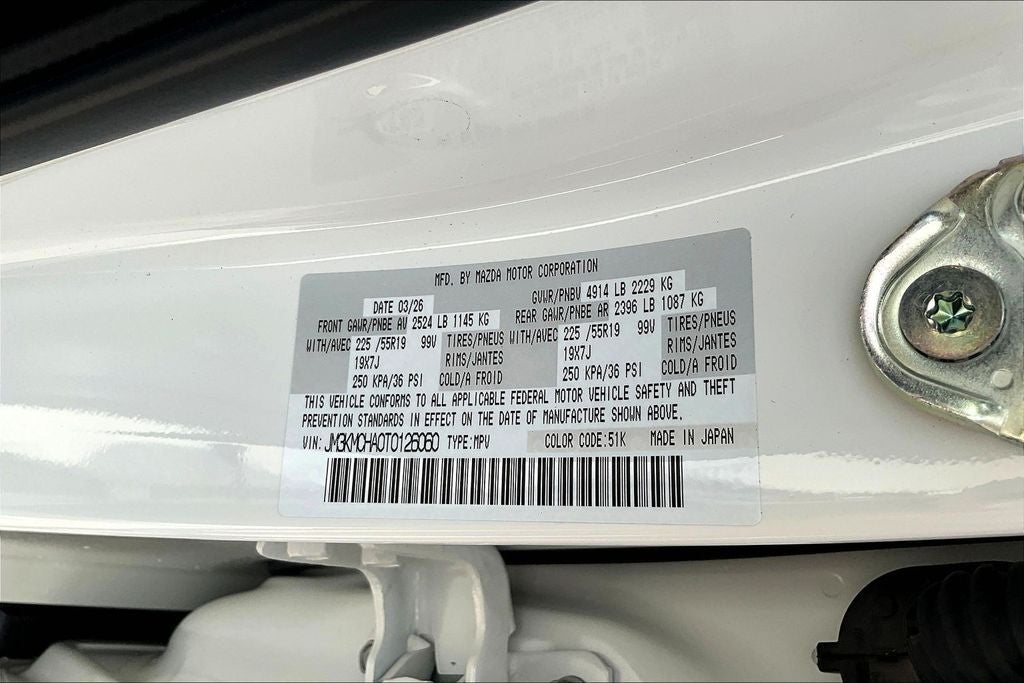 MFD. BY MAZDA MOTOR CORPORATION
DATE 03/26 GVWR/PNBV 4914 LB 2229 KG
FRONT GAWR/PNBE AV 2524 LB 1145 KG REAR GAWR/PNBE AR 2396 LB 1087 KG
WITH/AVEC 225 /55R19 99V TIRES/PNEUS WITH/AVEC 225 /55R19 99V TIRES/PNEUS
19X7J RIMS/JANTES 19X7J RIMS/JANTES
250 KPA/36 PSI COLD/A FROID 250 KPA/36 PSI COLD/A FROID
THIS VEHICLE CONFORMS TO ALL APPLICABLE FEDERAL MOTOR VEHICLE SAFETY AND THEFT
PREVENTION STANDARDS IN EFFECT ON THE DATE OF MANUFACTURE SHOWN ABOVE.
VIN: JM3KM0HA0T0126060 TYPE:MPV COLOR CODE:51K MADE IN JAPAN